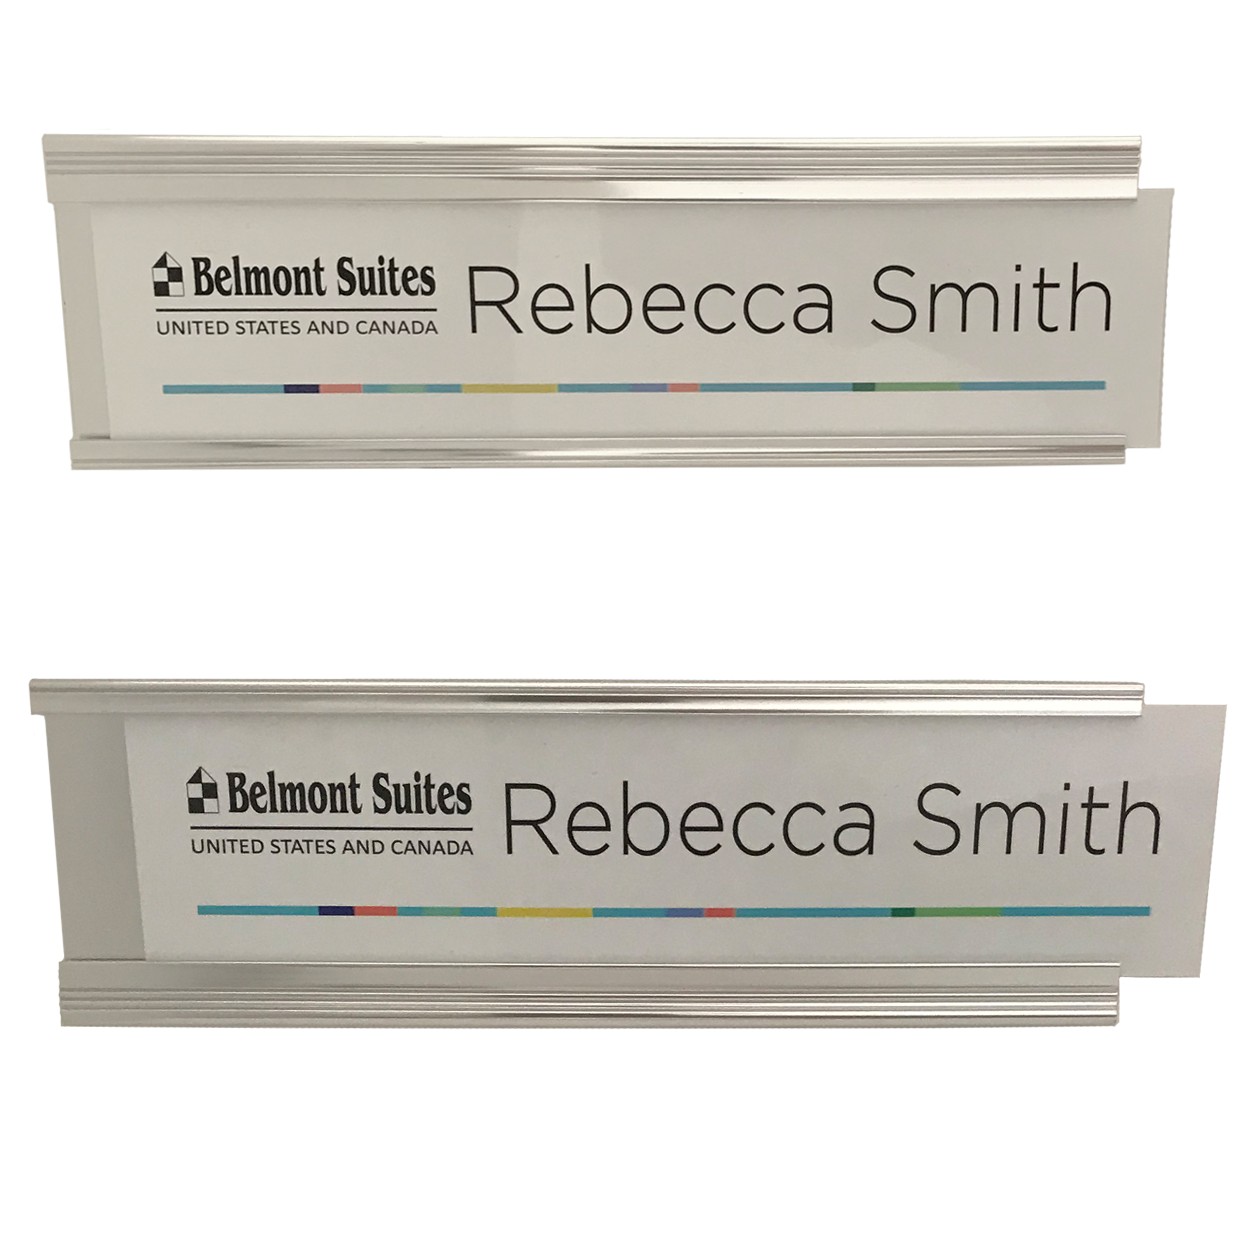 Belmont Suites
UNITED STATES AND CANADA
Rebecca Smith
Belmont Suites
UNITED STATES AND CANADA
Rebecca Smith